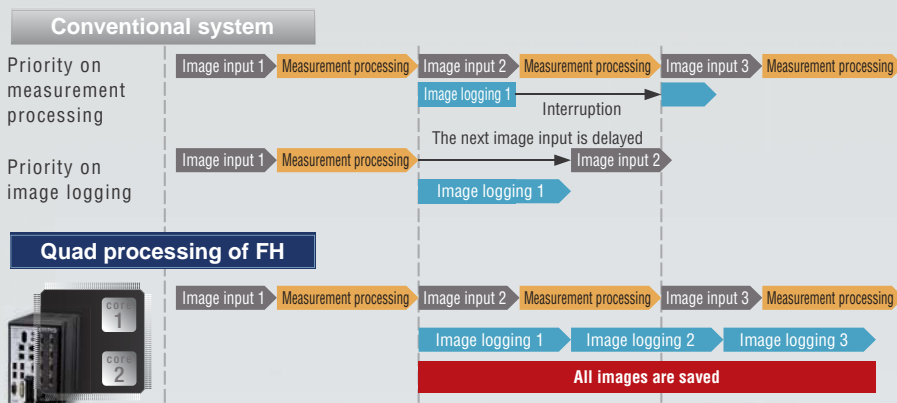 Conventional system
Priority on
measurement
processing
Image input 1
Measurement processing
Image input 2
Measurement processing
Image input 3
Measurement processing
Image logging 1
Interruption
Priority on
image logging
The next image input is delayed
Image input 1
Measurement processing
Image input 2
Image logging 1
Quad processing of FH
core
1
core
2
Image input 1
Measurement processing
Image input 2
Measurement processing
Image input 3
Measurement processing
Image logging 1
Image logging 2
Image logging 3
All images are saved